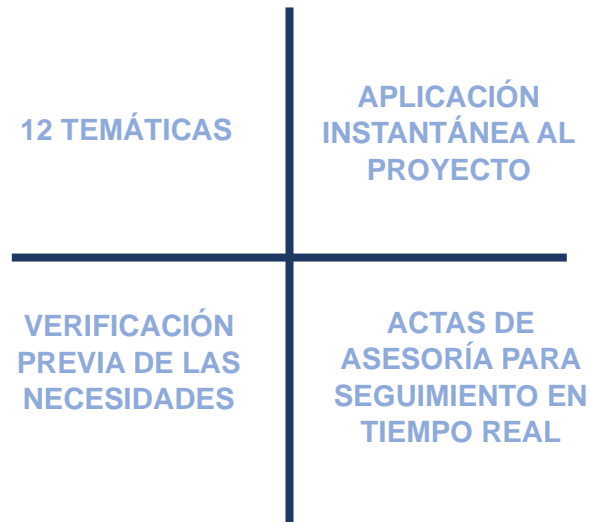 12 TEMÁTICAS
APLICACIÓN
INSTANTÁNEA AL
PROYECTO
VERIFICACIÓN
PREVIA DE LAS
NECESIDADES
ACTAS DE
ASESORÍA PARA
SEGUIMIENTO EN
TIEMPO REAL